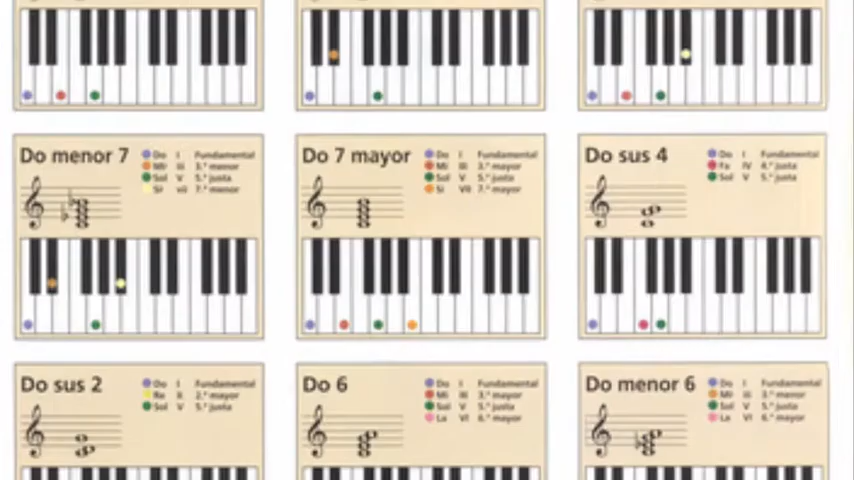 Do menor 7
Do I Fundamental
Mi iii 3.ª menor
Sol V 5.ª justa
Si vii 7.ª menor
Do 7 mayor
Do I Fundamental
Mi III 3.ª mayor
Sol V 5.ª justa
Si VII 7.ª mayor
Do sus 4
Do I Fundamental
Fa IV 4.ª justa
Sol V 5.ª justa
Do sus 2
Do I Fundamental
Re II 2.ª mayor
Sol V 5.ª justa
Do 6
Do I Fundamental
Mi III 3.ª mayor
Sol V 5.ª justa
La VI 6.ª mayor
Do menor 6
Do I Fundamental
Mi iii 3.ª menor
Sol V 5.ª justa
La VI 6.ª mayor